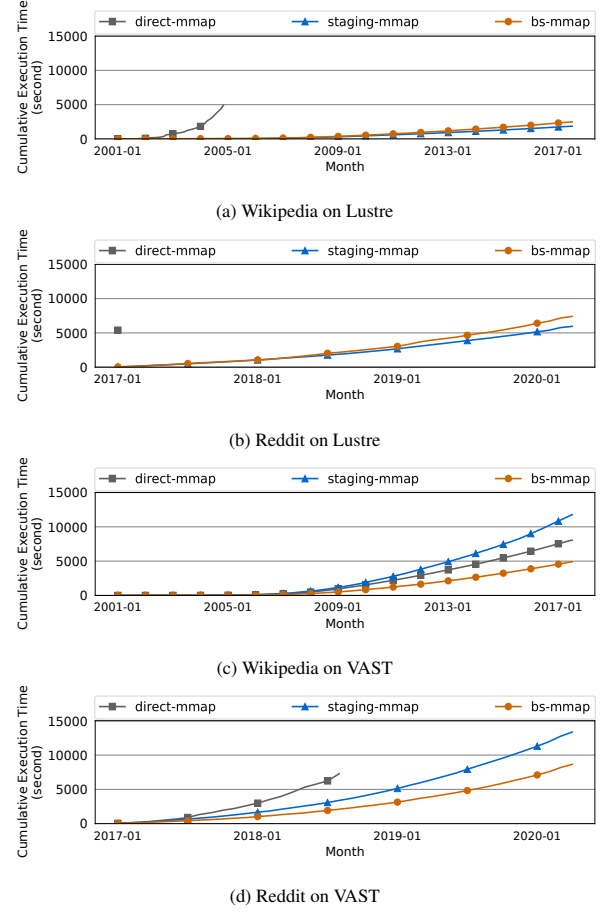 direct-mmap staging-mmap bs-mmap
Cumulative Execution Time
(second)
15000
10000
5000
0
2001-01 2005-01 2009-01 2013-01 2017-01
Month
(a) Wikipedia on Lustre
direct-mmap staging-mmap bs-mmap
Cumulative Execution Time
(second)
15000
10000
5000
0
2017-01 2018-01 2019-01 2020-01
Month
(b) Reddit on Lustre
direct-mmap staging-mmap bs-mmap
Cumulative Execution Time
(second)
15000
10000
5000
0
2001-01 2005-01 2009-01 2013-01 2017-01
Month
(c) Wikipedia on VAST
direct-mmap staging-mmap bs-mmap
Cumulative Execution Time
(second)
15000
10000
5000
0
2017-01 2018-01 2019-01 2020-01
Month
(d) Reddit on VAST